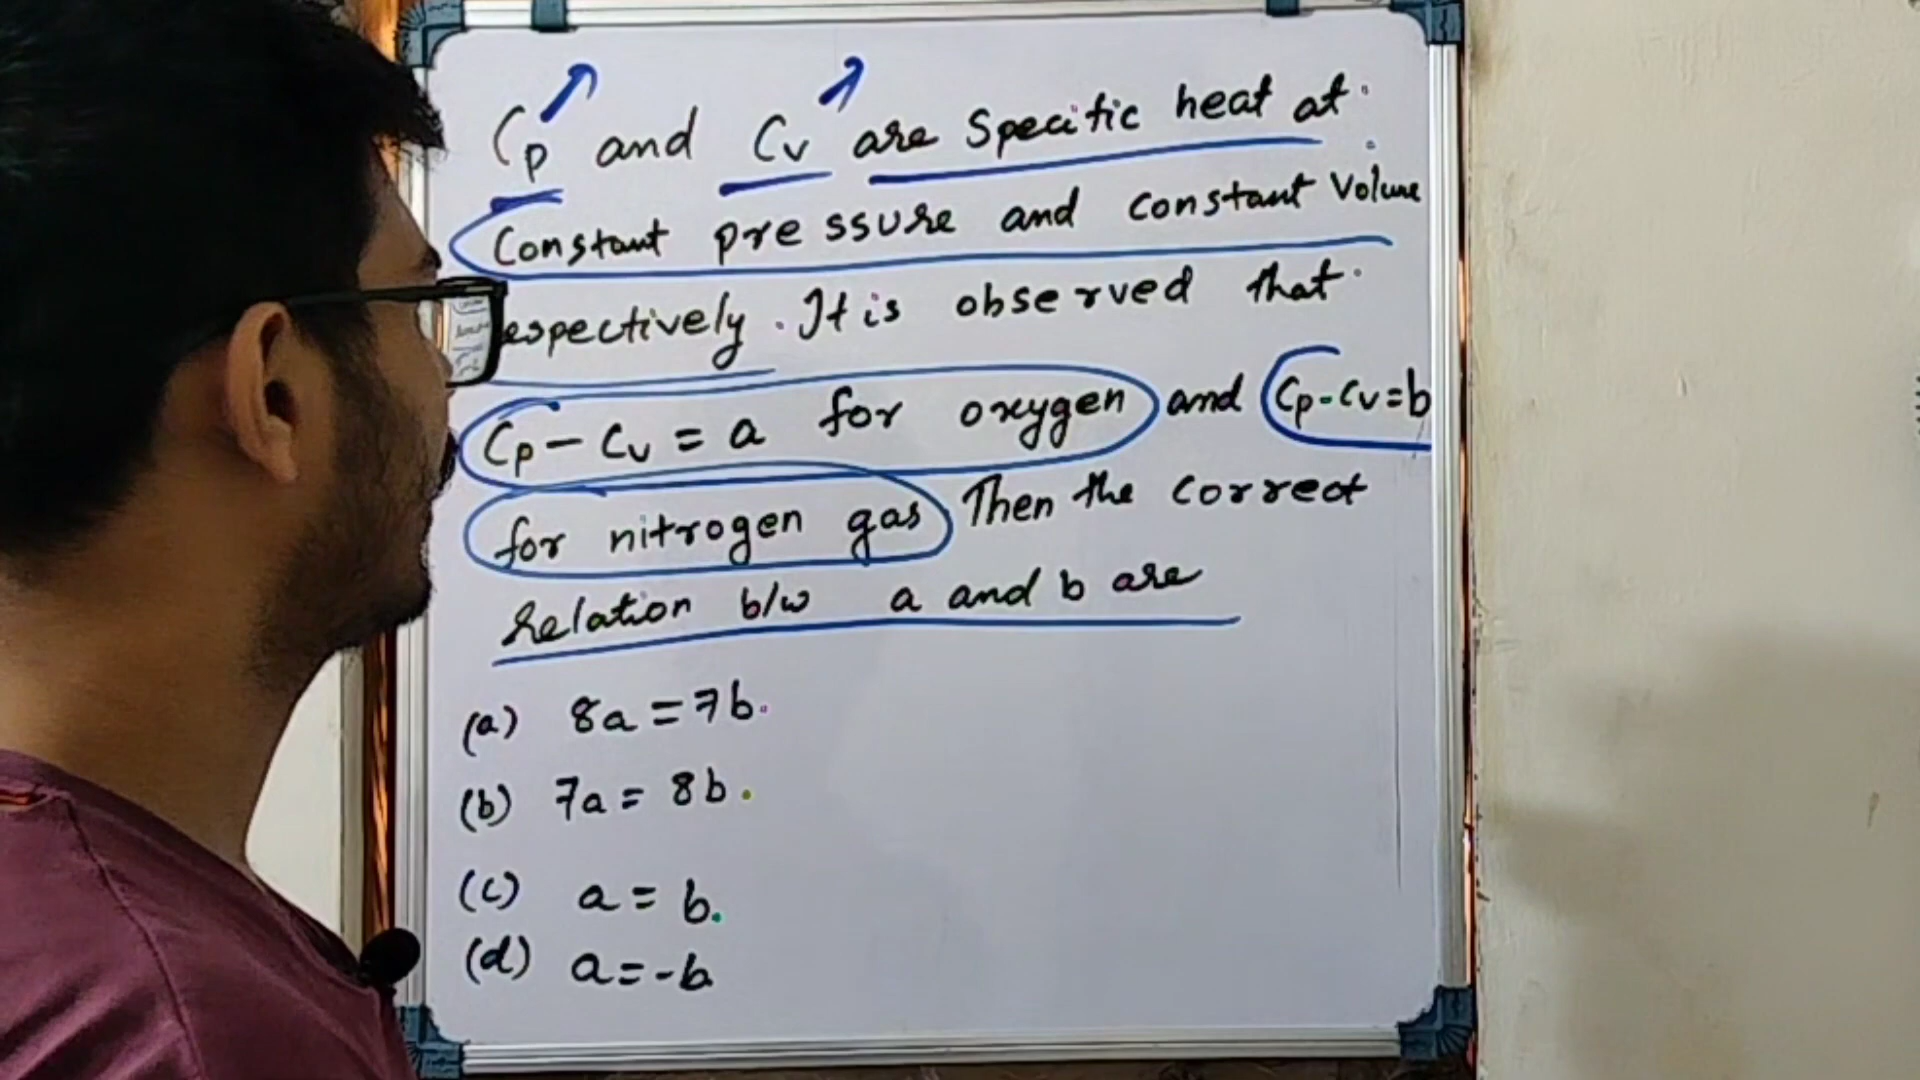 Cp and Cv are Specific heat at
Constant pressure and constant Volume
espectively. It is observed that
Cp - Cv = a for oxygen and Cp-Cv=b
for nitrogen gas Then the correct
Relation b/w a and b are
(a) 8a = 7b.
(b) 7a = 8b.
(c) a = b.
(d) a=-b